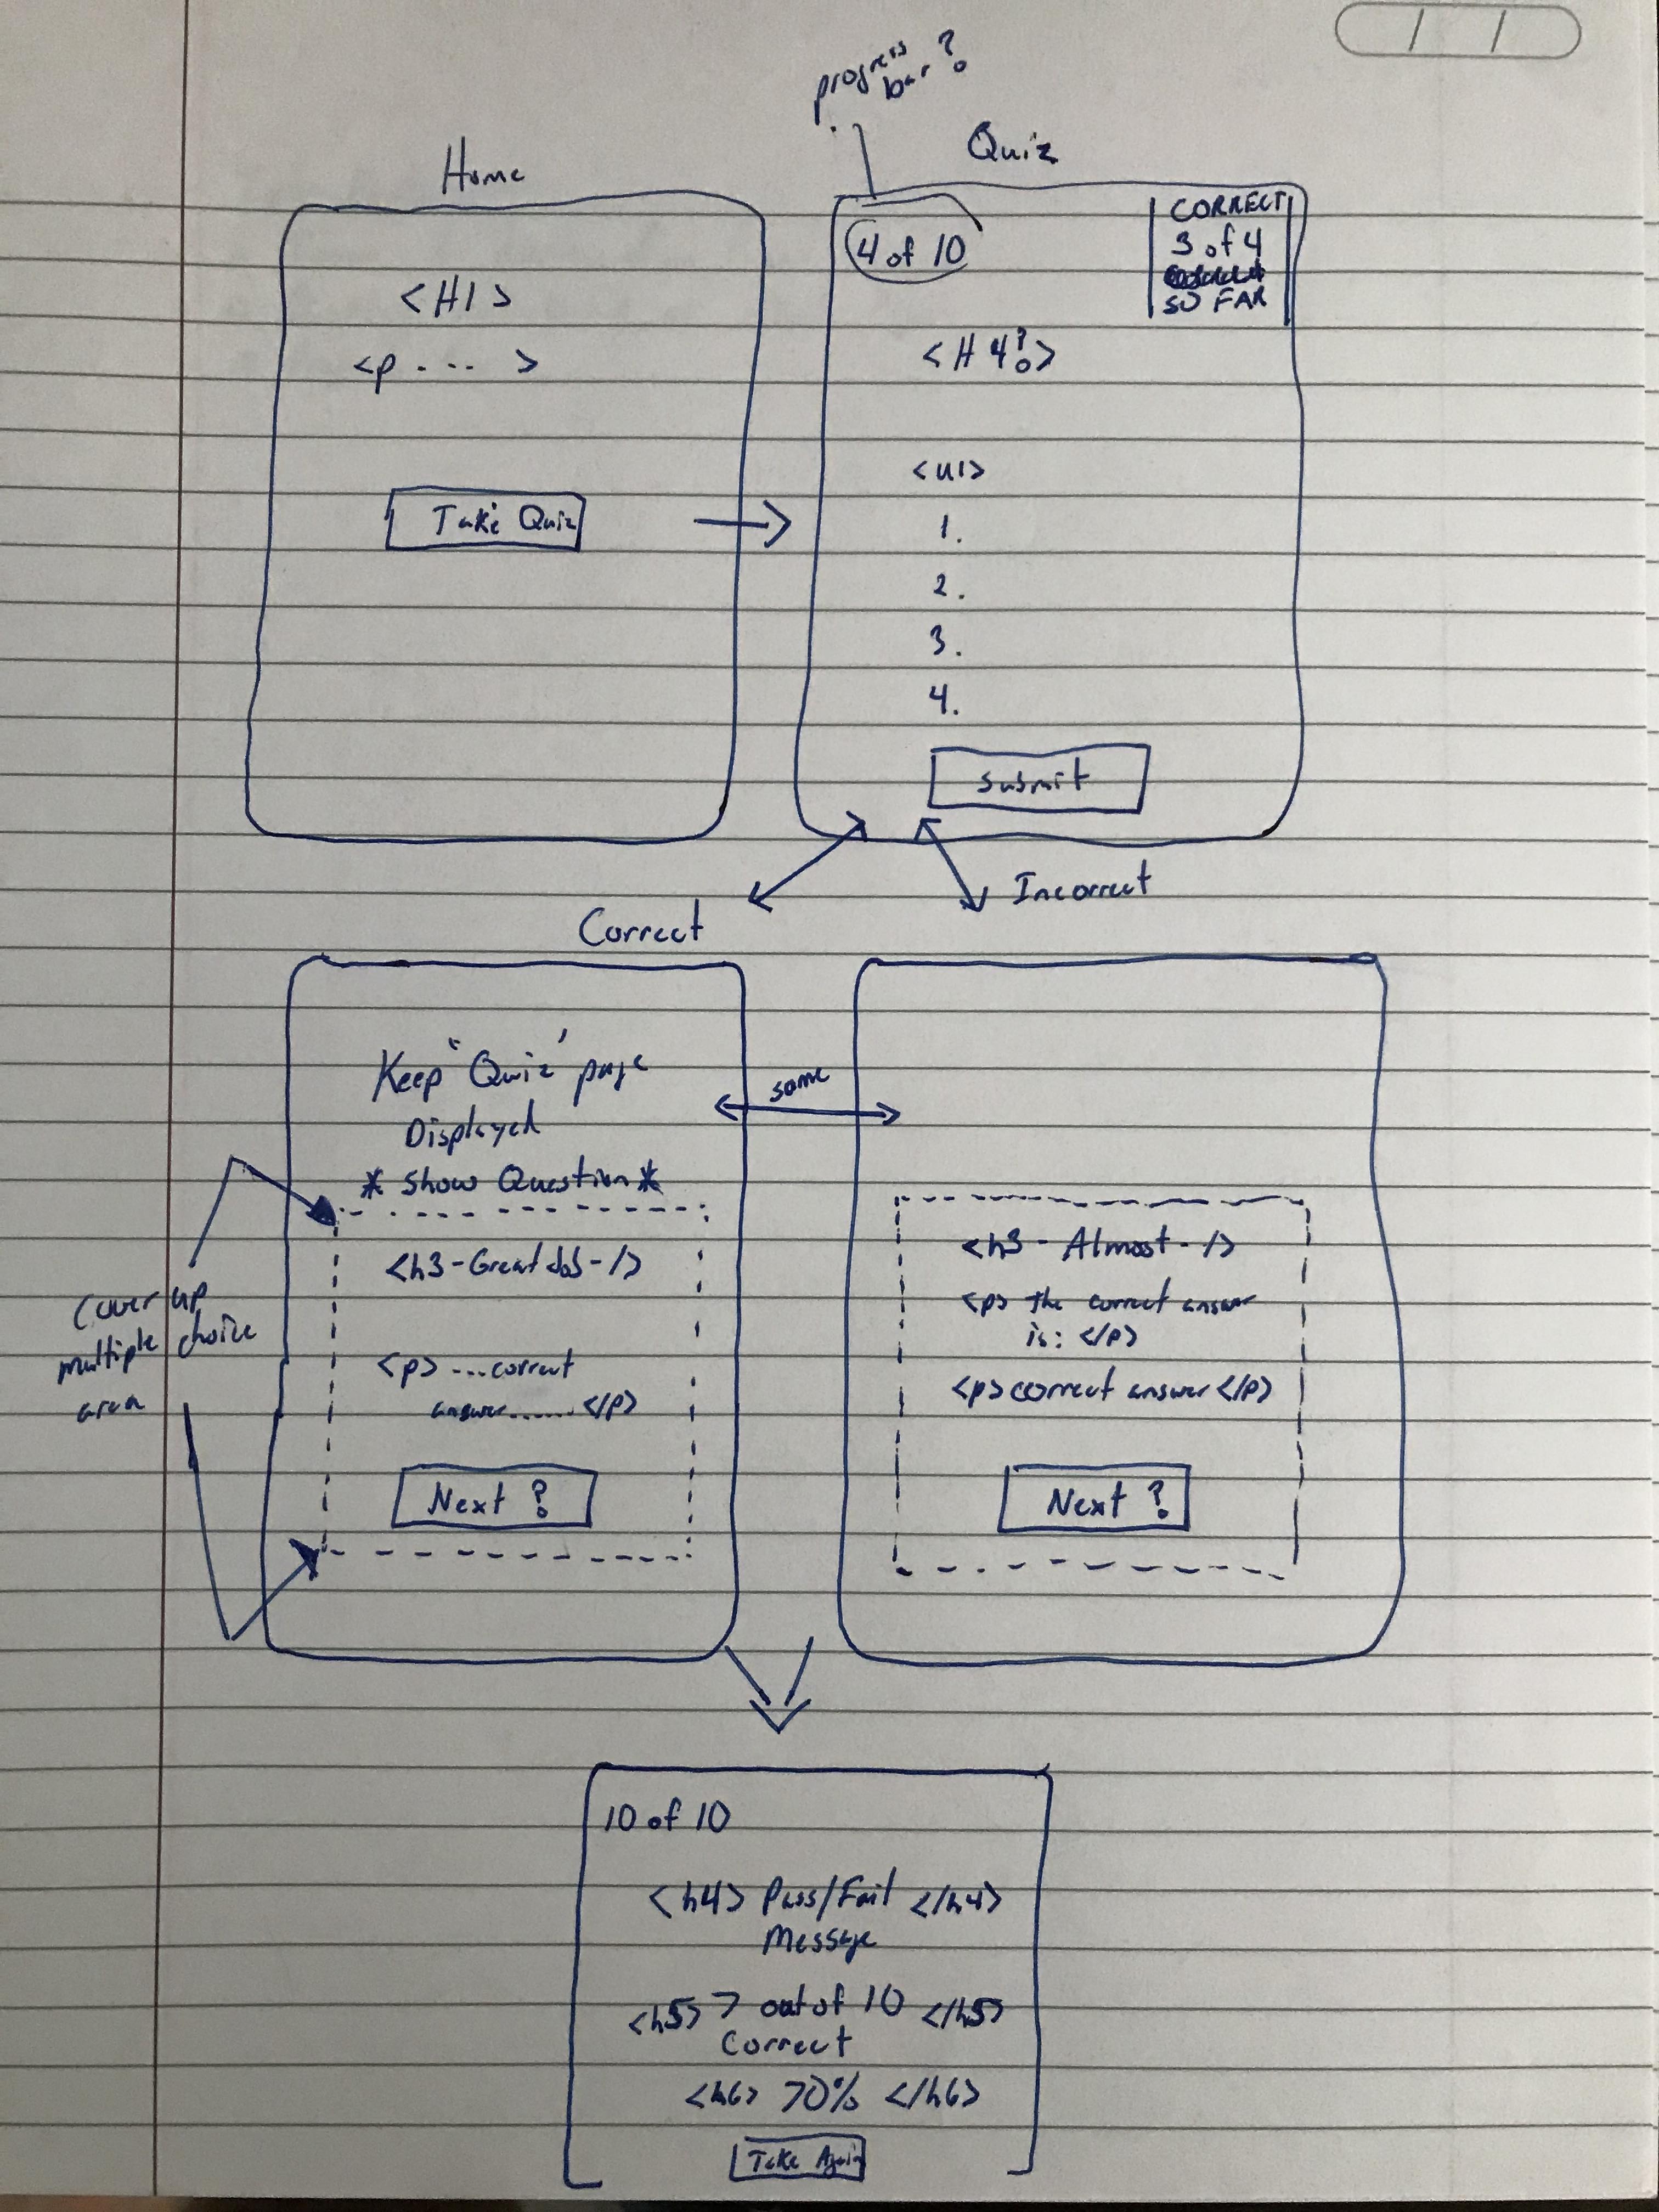 progress
bar?
Home
Quiz
<H1>
<p . - - - >
Take Quiz
4 of 10
CORRECT
3 of 4
SO FAR
<H4?>
<ul>
1.
2.
3.
4.
Submit
Correct
Incorrect
Keep "Quiz' page
Displayed
* Show Question *
same
Cover up
multiple choice
area
<h3-Great Job-/>
<p> ...correct
answer....... </p>
Next ?
<h3- Almost -/>
<p> The correct answer
is: </p>
<p> correct answer </p>
Next ?
10 of 10
<h4> Pass/Fail </h4>
Message
<h5> 7 out of 10 </h5>
Correct
<h6> 70% </h6>
Take Again